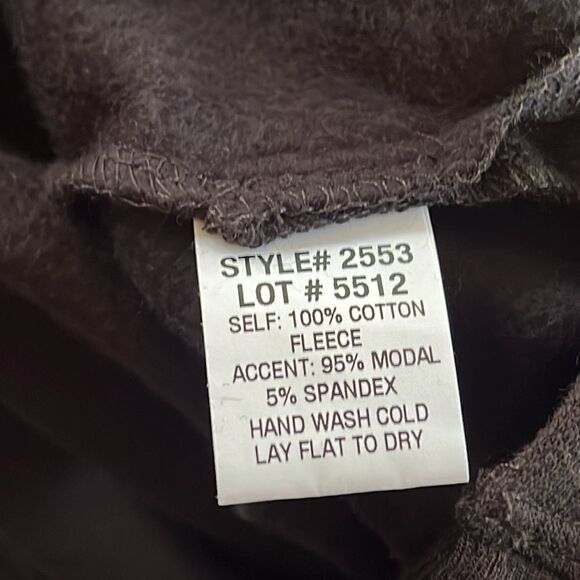 STYLE# 2553
LOT # 5512
SELF: 100% COTTON
FLEECE
ACCENT: 95% MODAL
5% SPANDEX
HAND WASH COLD
LAY FLAT TO DRY